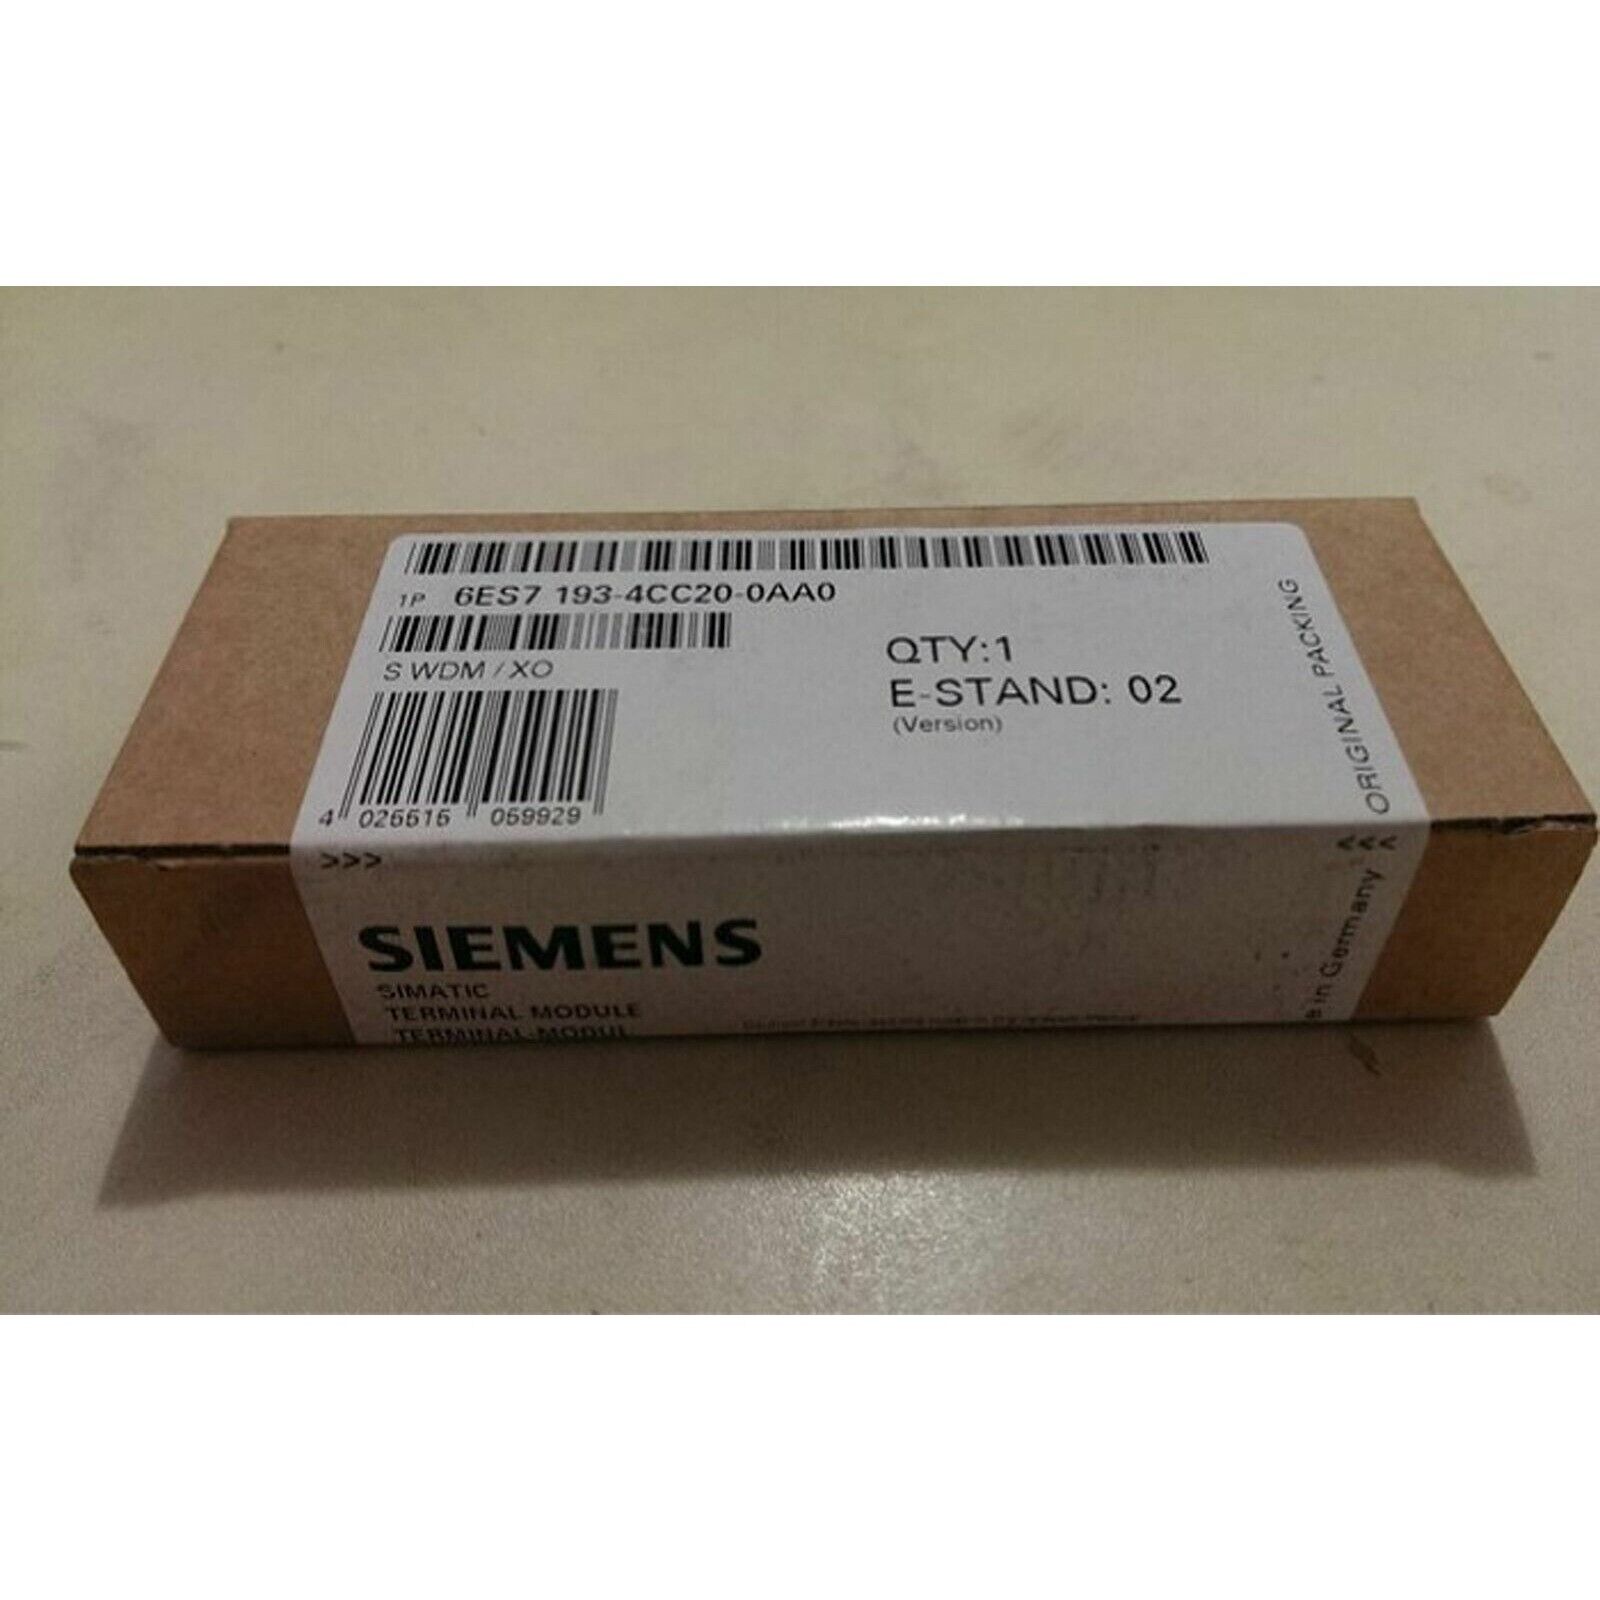 1P 6ES7 193-4CC20-0AA0
S WDM / XO
QTY:1
E-STAND: 02
(Version)
4 025515 059929
>>>
ORIGINAL PACKING
>>>
in Germany
SIEMENS
SIMATIC
TERMINAL MODULE
TERMINAL-MODUL